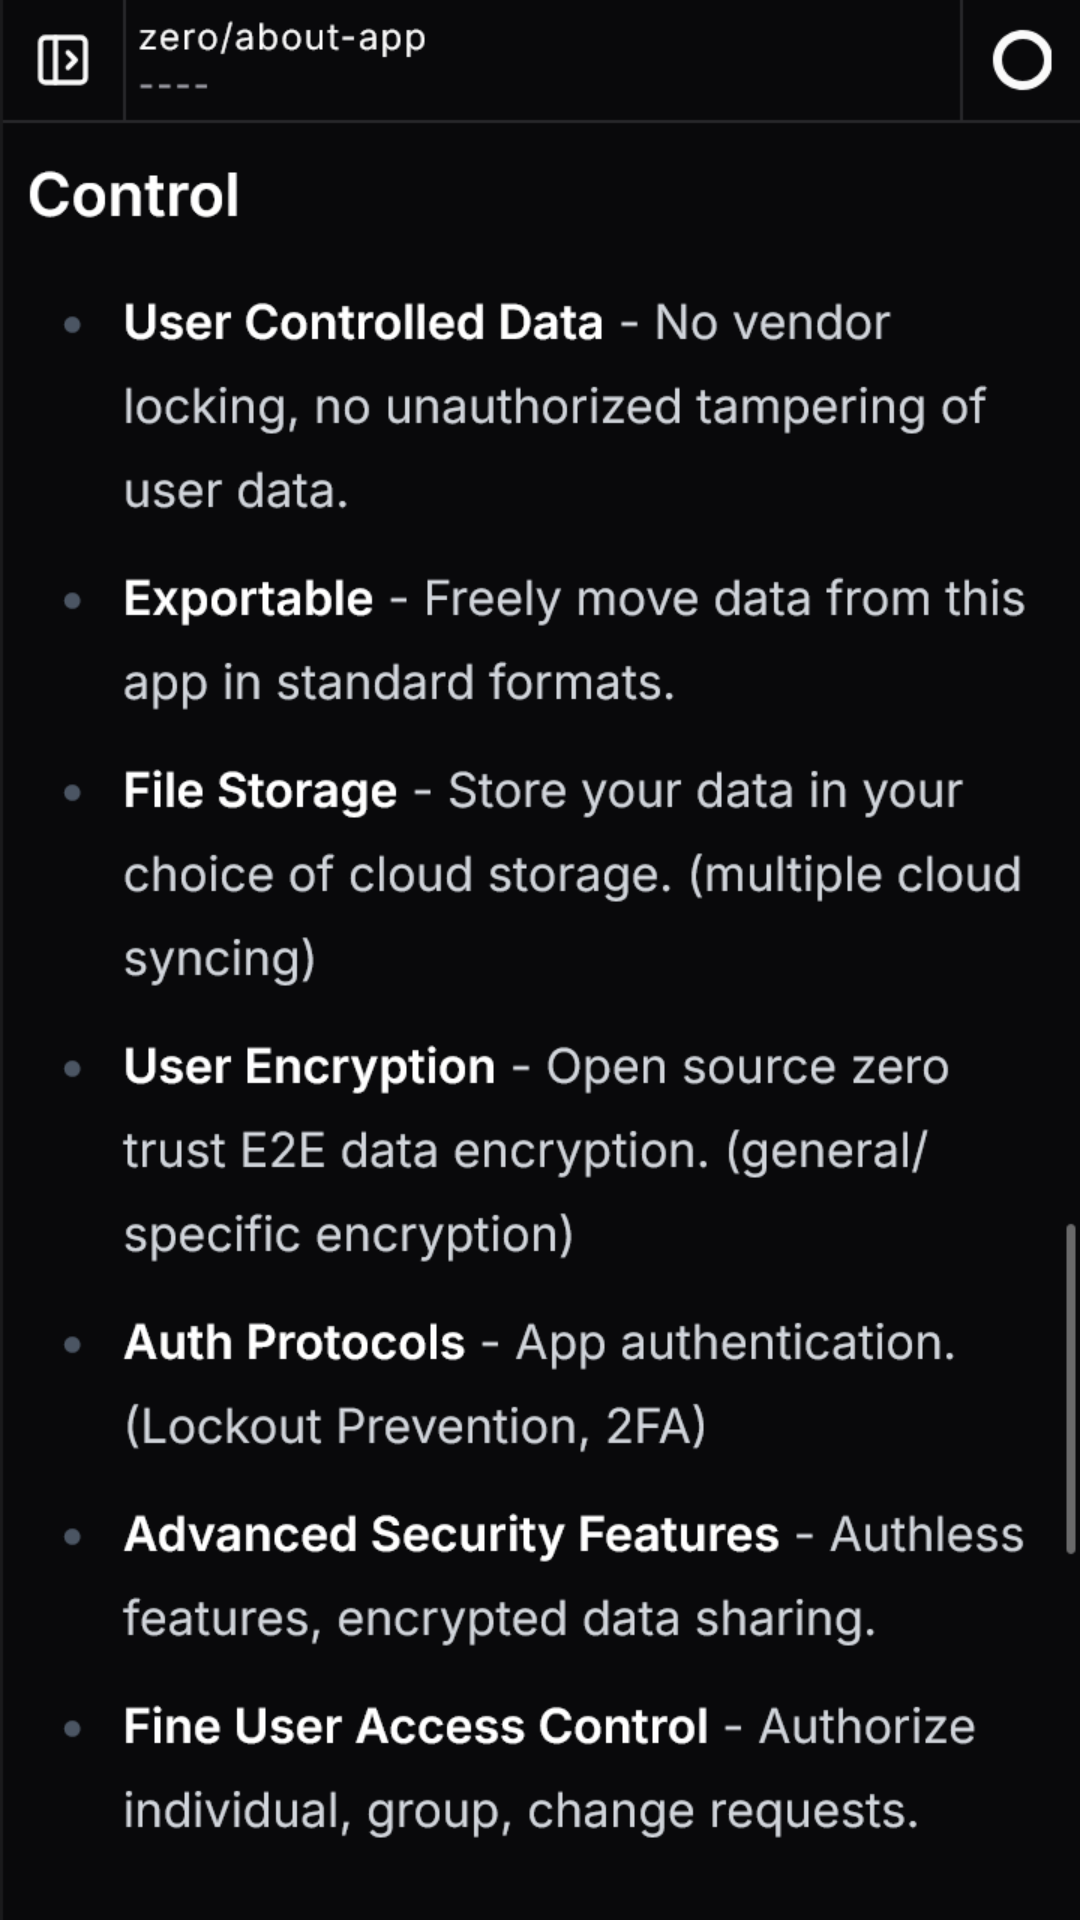 zero/about-app
----
Control
User Controlled Data - No vendor
locking, no unauthorized tampering of
user data.
Exportable - Freely move data from this
app in standard formats.
File Storage - Store your data in your
choice of cloud storage. (multiple cloud
syncing)
User Encryption - Open source zero
trust E2E data encryption. (general/
specific encryption)
Auth Protocols - App authentication.
(Lockout Prevention, 2FA)
Advanced Security Features - Authless
features, encrypted data sharing.
Fine User Access Control - Authorize
individual, group, change requests.